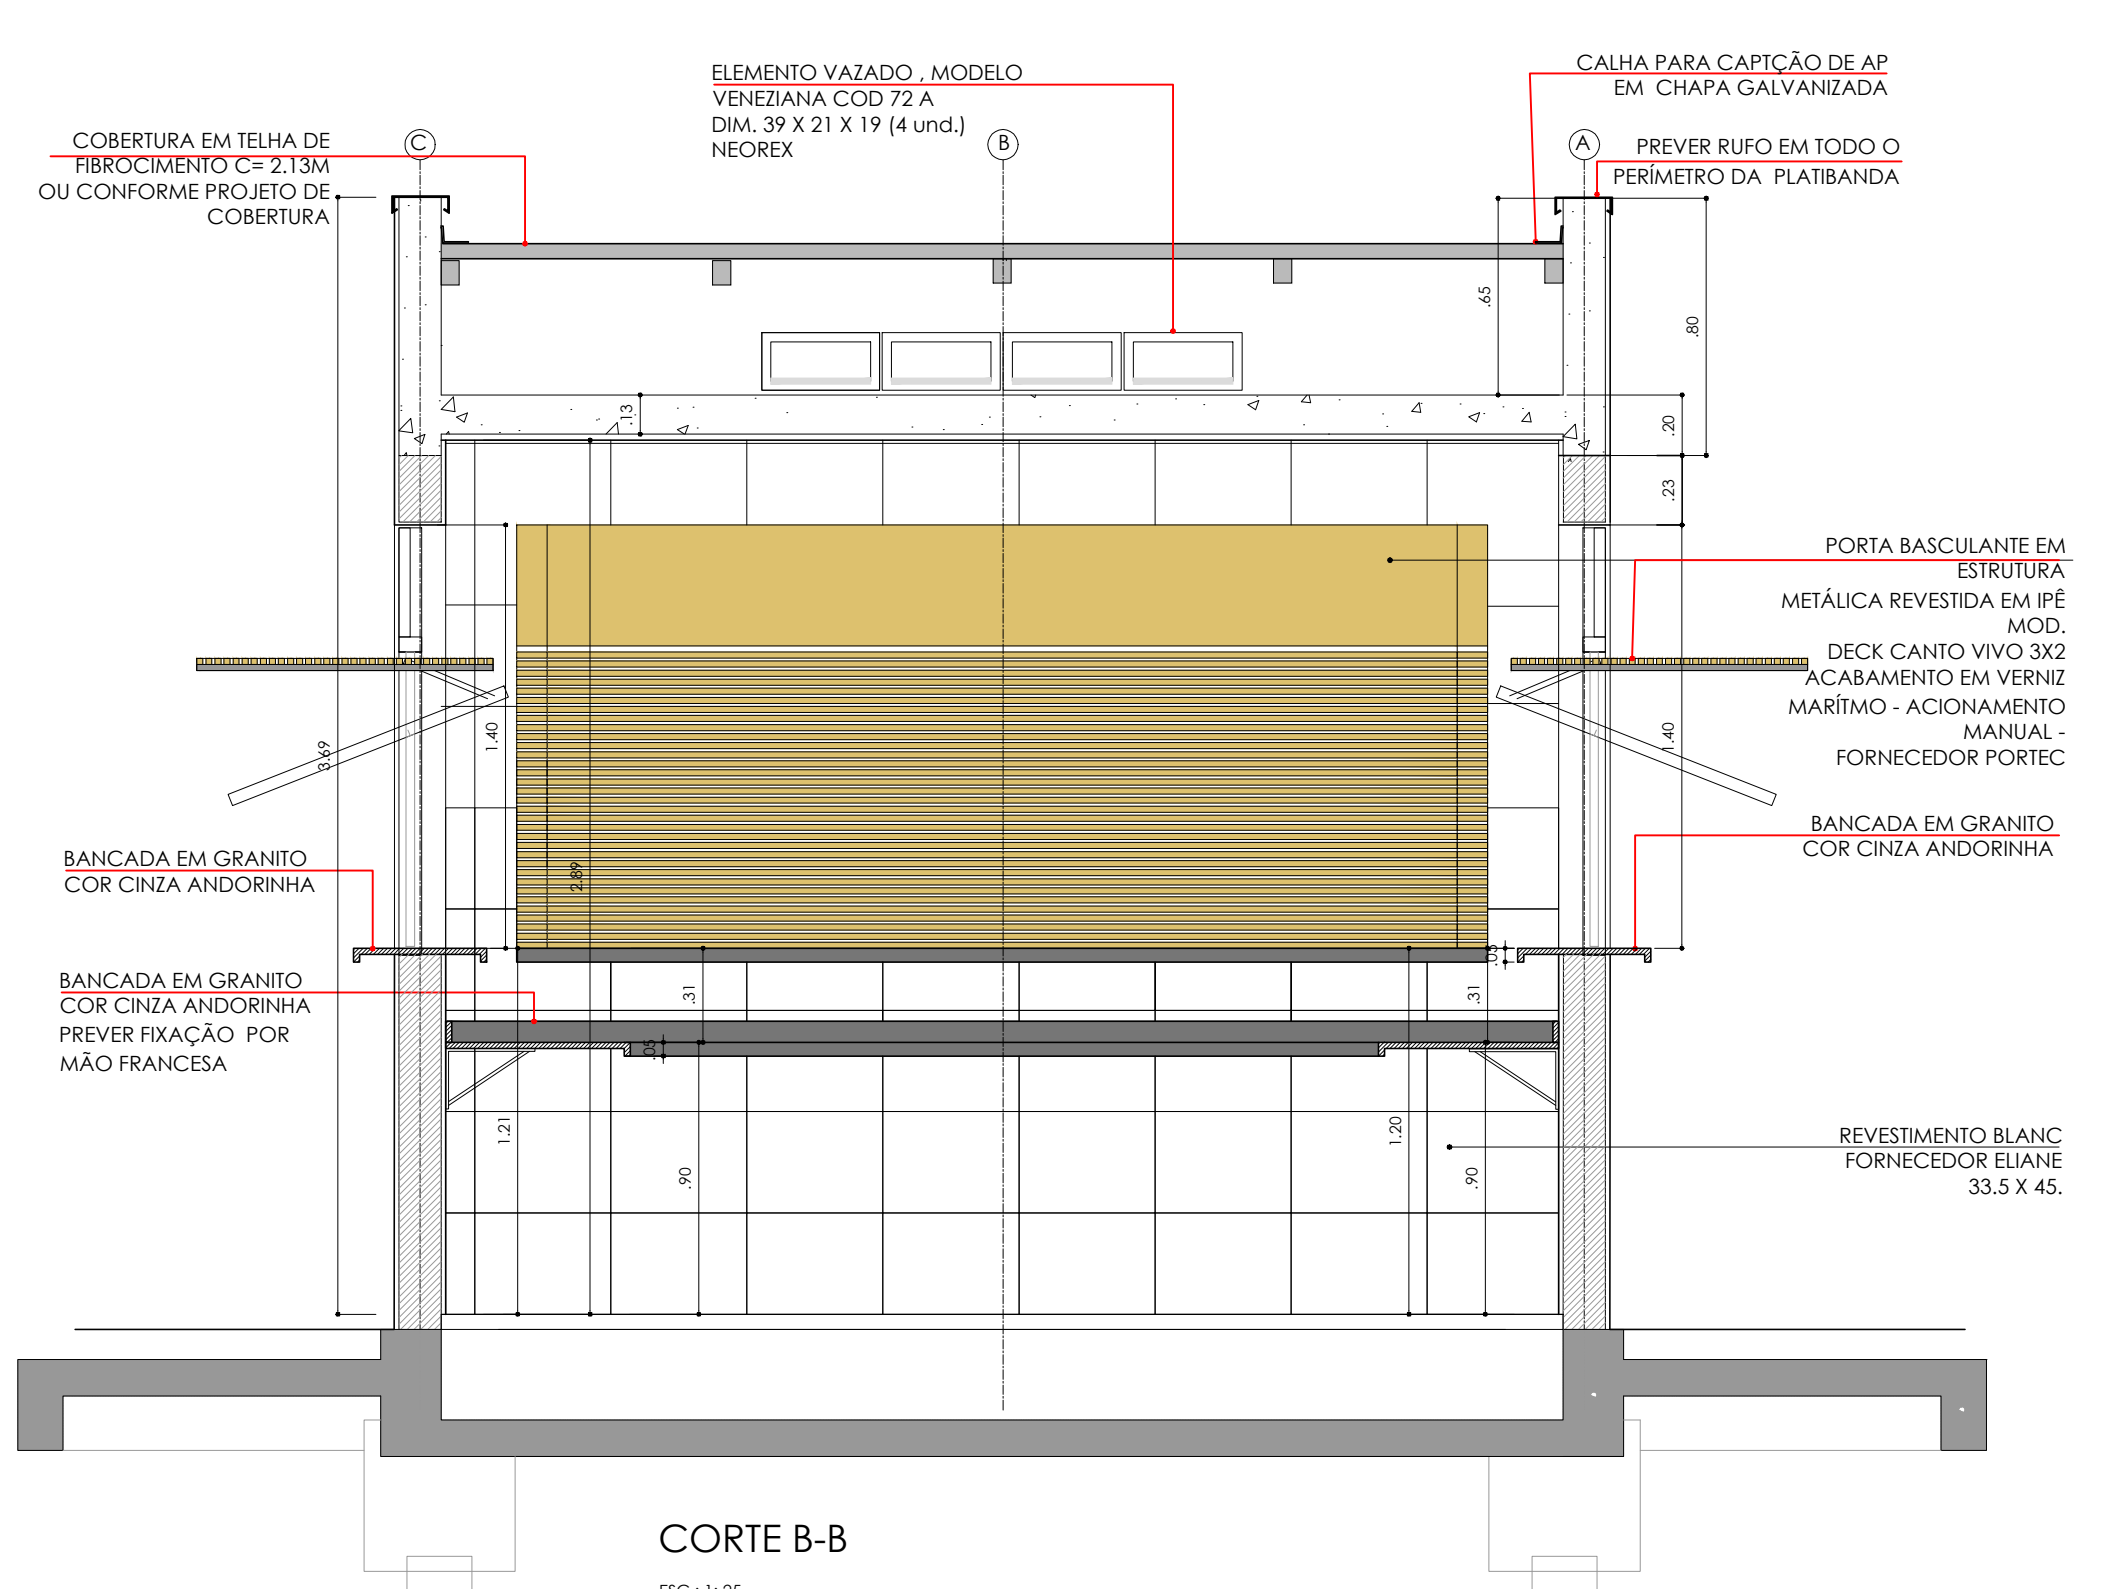 ELEMENTO VAZADO , MODELO
VENEZIANA COD 72 A
DIM. 39 X 21 X 19 (4 und.)
NEOREX
CALHA PARA CAPTÇÃO DE AP
EM CHAPA GALVANIZADA
COBERTURA EM TELHA DE
FIBROCIMENTO C= 2.13M
OU CONFORME PROJETO DE
COBERTURA
C
B
A
PREVER RUFO EM TODO O
PERÍMETRO DA PLATIBANDA
.65
.80
.13
.20
.23
PORTA BASCULANTE EM
ESTRUTURA
METÁLICA REVESTIDA EM IPÊ
MOD.
DECK CANTO VIVO 3X2
ACABAMENTO EM VERNIZ
MARÍTMO - ACIONAMENTO
MANUAL -
FORNECEDOR PORTEC
3.69
1.40
1.40
2.89
BANCADA EM GRANITO
COR CINZA ANDORINHA
BANCADA EM GRANITO
COR CINZA ANDORINHA
BANCADA EM GRANITO
COR CINZA ANDORINHA
PREVER FIXAÇÃO POR
MÃO FRANCESA
.31
.31
.05
.05
1.21
.90
1.20
.90
REVESTIMENTO BLANC
FORNECEDOR ELIANE
33.5 X 45.
CORTE B-B